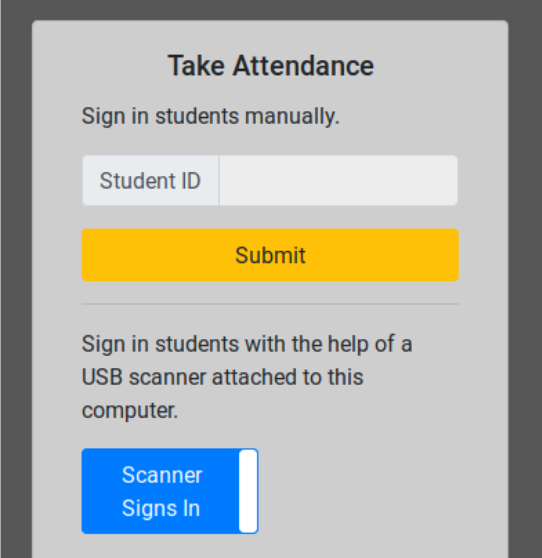 Take Attendance
Sign in students manually.
Student ID
Submit
Sign in students with the help of a
USB scanner attached to this
computer.
Scanner
Signs In